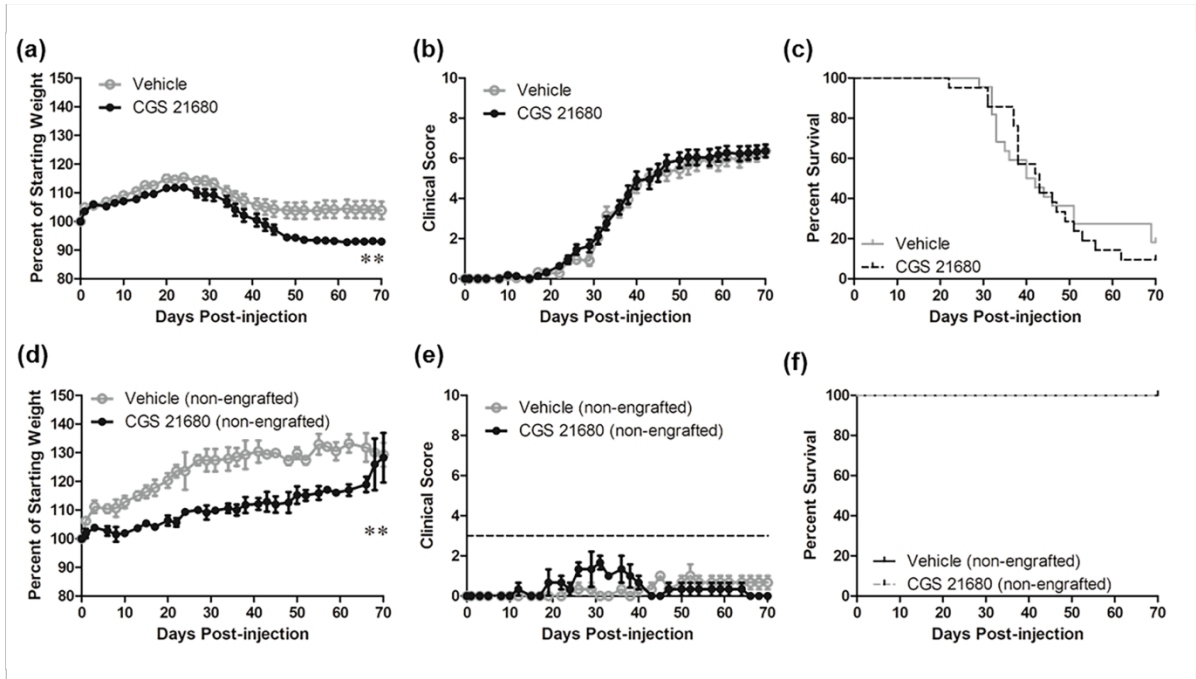 (a)
Percent of Starting Weight
150
140
130
120
110
100
90
80
Vehicle
CGS 21680
**
0 10 20 30 40 50 60 70
Days Post-injection
(b)
Clinical Score
10
8
6
4
2
0
Vehicle
CGS 21680
0 10 20 30 40 50 60 70
Days Post-injection
(c)
Percent Survival
100
80
60
40
20
0
Vehicle
CGS 21680
0 10 20 30 40 50 60 70
Days Post-injection
(d)
Percent of Starting Weight
150
140
130
120
110
100
90
80
Vehicle (non-engrafted)
CGS 21680 (non-engrafted)
**
0 10 20 30 40 50 60 70
Days Post-injection
(e)
Clinical Score
10
8
6
4
2
0
Vehicle (non-engrafted)
CGS 21680 (non-engrafted)
0 10 20 30 40 50 60 70
Days Post-injection
(f)
Percent Survival
100
80
60
40
20
0
Vehicle (non-engrafted)
CGS 21680 (non-engrafted)
0 10 20 30 40 50 60 70
Days Post-injection